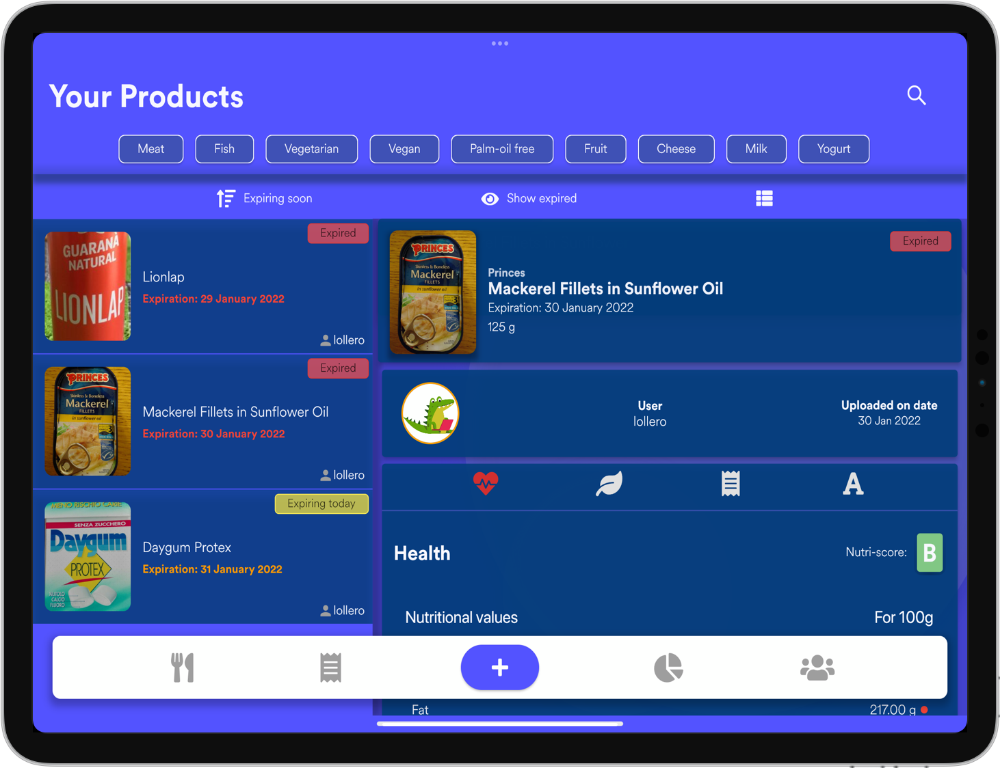 Your Products
Meat
Fish
Vegetarian
Vegan
Palm-oil free
Fruit
Cheese
Milk
Yogurt
Expiring soon
Show expired
GUARANÁ
NATURAL
LIONLAP
Expired
Lionlap
Expiration: 29 January 2022
lollero
PRINCES
Skinless & Boneless
Mackerel
FILLETS
in sunflower oil
Expired
Mackerel Fillets in Sunflower Oil
Expiration: 30 January 2022
lollero
MENO RISCHIO CARIE
SENZA ZUCCHERO
Daygum
PROTEX
XILITOLO
CALCIO
FLUORO
Expiring today
Daygum Protex
Expiration: 31 January 2022
lollero
PRINCES
Skinless & Boneless
Mackerel
FILLETS
in sunflower oil
Expired
Princes
Mackerel Fillets in Sunflower Oil
Expiration: 30 January 2022
125 g
User
lollero
Uploaded on date
30 Jan 2022
A
Health
Nutri-score:
B
Nutritional values
For 100g
Fat
217.00 g